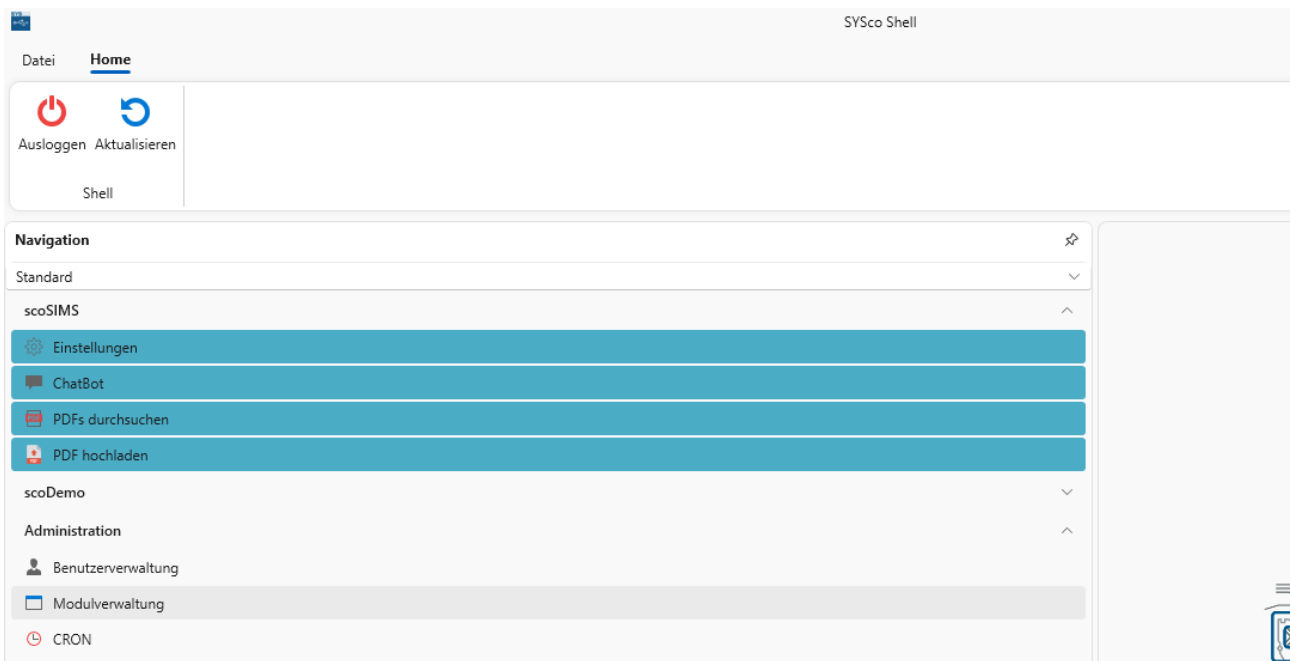 SYSco Shell
Datei Home
Ausloggen Aktualisieren
Shell
Navigation
Standard
scoSIMS
Einstellungen
ChatBot
PDFs durchsuchen
PDF hochladen
scoDemo
Administration
Benutzerverwaltung
Modulverwaltung
CRON